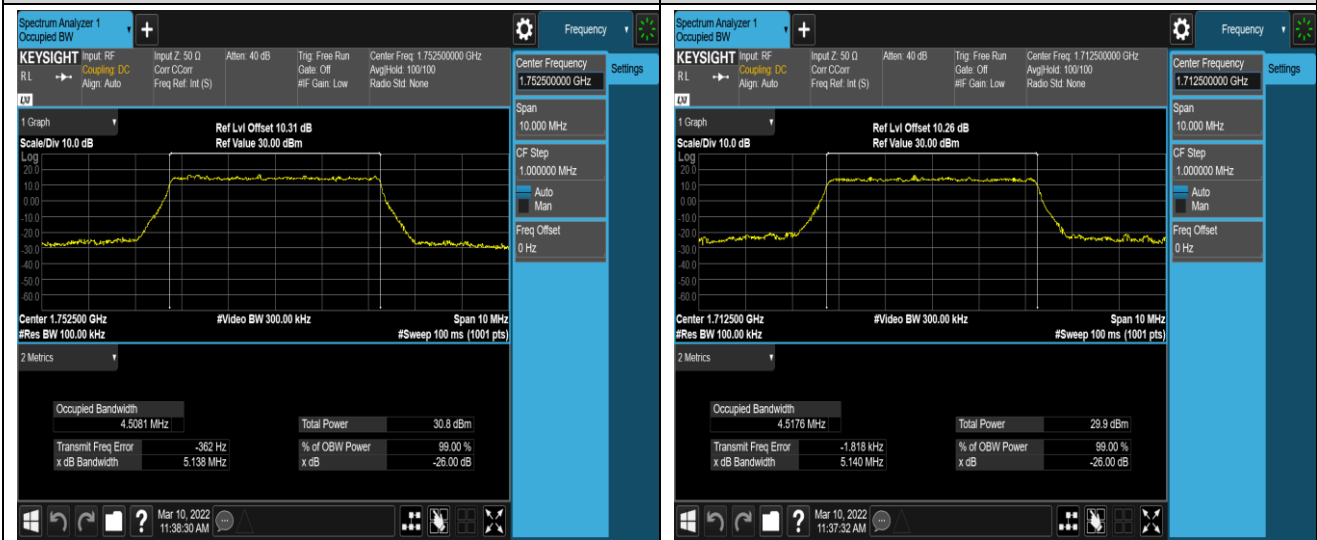 Spectrum Analyzer 1
Occupied BW
+
Frequency
KEYSIGHT Input: RF Input Z: 50 Ω Atten: 40 dB Trig: Free Run Center Freq: 1.752500000 GHz
R L Coupling: DC Corr CCorr Gate: Off Avg|Hold: 100/100
Align: Auto Freq Ref: Int (S) #IF Gain: Low Radio Std: None
LXI
Center Frequency
1.752500000 GHz
Settings
Span
10.000 MHz
CF Step
1.000000 MHz
Auto
Man
Freq Offset
0 Hz
1 Graph
Ref Lvl Offset 10.31 dB
Scale/Div 10.0 dB Ref Value 30.00 dBm
Log
20.0
10.0
0.00
-10.0
-20.0
-30.0
-40.0
-50.0
-60.0
Center 1.752500 GHz #Video BW 300.00 kHz Span 10 MHz
#Res BW 100.00 kHz #Sweep 100 ms (1001 pts)
2 Metrics
Occupied Bandwidth
4.5081 MHz Total Power 30.8 dBm
Transmit Freq Error -362 Hz % of OBW Power 99.00 %
x dB Bandwidth 5.138 MHz x dB -26.00 dB
?
Mar 10, 2022
11:38:30 AM
Spectrum Analyzer 1
Occupied BW
+
Frequency
KEYSIGHT Input: RF Input Z: 50 Ω Atten: 40 dB Trig: Free Run Center Freq: 1.712500000 GHz
R L Coupling: DC Corr CCorr Gate: Off Avg|Hold: 100/100
Align: Auto Freq Ref: Int (S) #IF Gain: Low Radio Std: None
LXI
Center Frequency
1.712500000 GHz
Settings
Span
10.000 MHz
CF Step
1.000000 MHz
Auto
Man
Freq Offset
0 Hz
1 Graph
Ref Lvl Offset 10.26 dB
Scale/Div 10.0 dB Ref Value 30.00 dBm
Log
20.0
10.0
0.00
-10.0
-20.0
-30.0
-40.0
-50.0
-60.0
Center 1.712500 GHz #Video BW 300.00 kHz Span 10 MHz
#Res BW 100.00 kHz #Sweep 100 ms (1001 pts)
2 Metrics
Occupied Bandwidth
4.5176 MHz Total Power 29.9 dBm
Transmit Freq Error -1.818 kHz % of OBW Power 99.00 %
x dB Bandwidth 5.140 MHz x dB -26.00 dB
?
Mar 10, 2022
11:37:32 AM